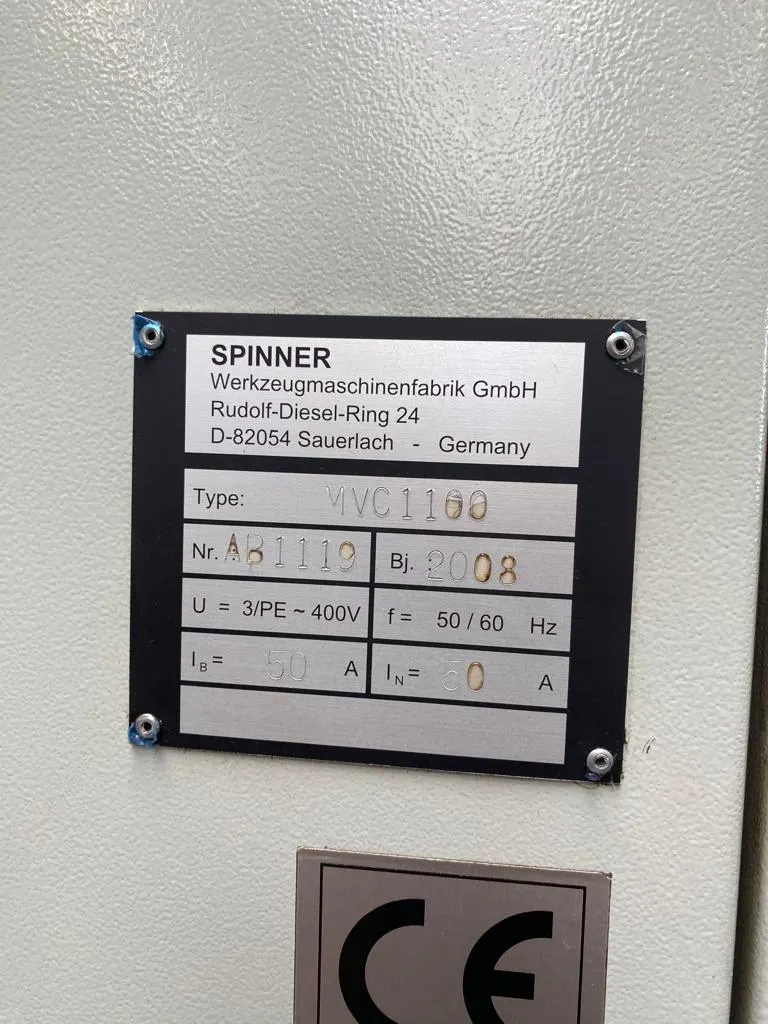 SPINNER
Werkzeugmaschinenfabrik GmbH
Rudolf-Diesel-Ring 24
D-82054 Sauerlach - Germany
Type: MVC1100
Nr. AB1119 Bj. : 2008
U = 3/PE ~ 400V f = 50 / 60 Hz
IB = 50 A IN = 50 A
CE